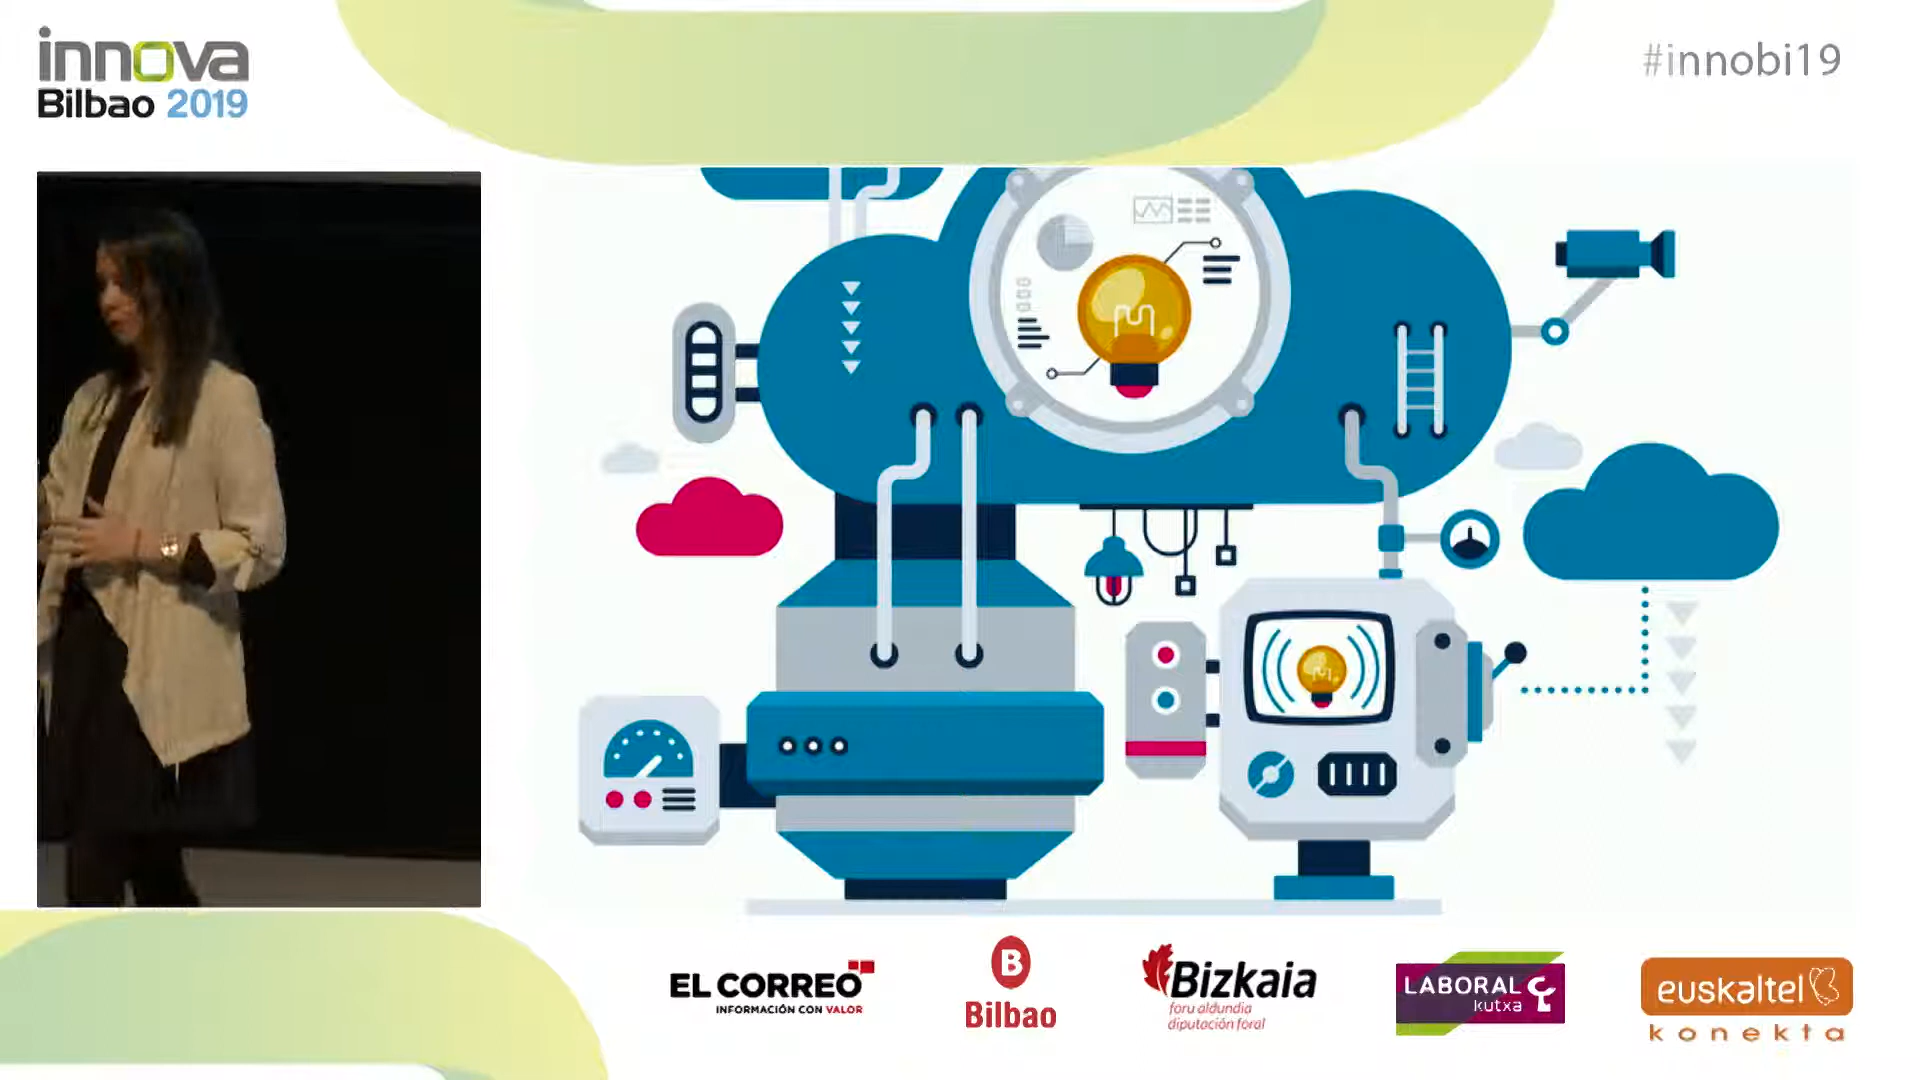 innova
Bilbao 2019
#innobi19
EL CORREO
INFORMACIÓN CON VALOR
B
Bilbao
Bizkaia
foru aldundia
diputación foral
LABORAL
kutxa
euskaltel
konekta